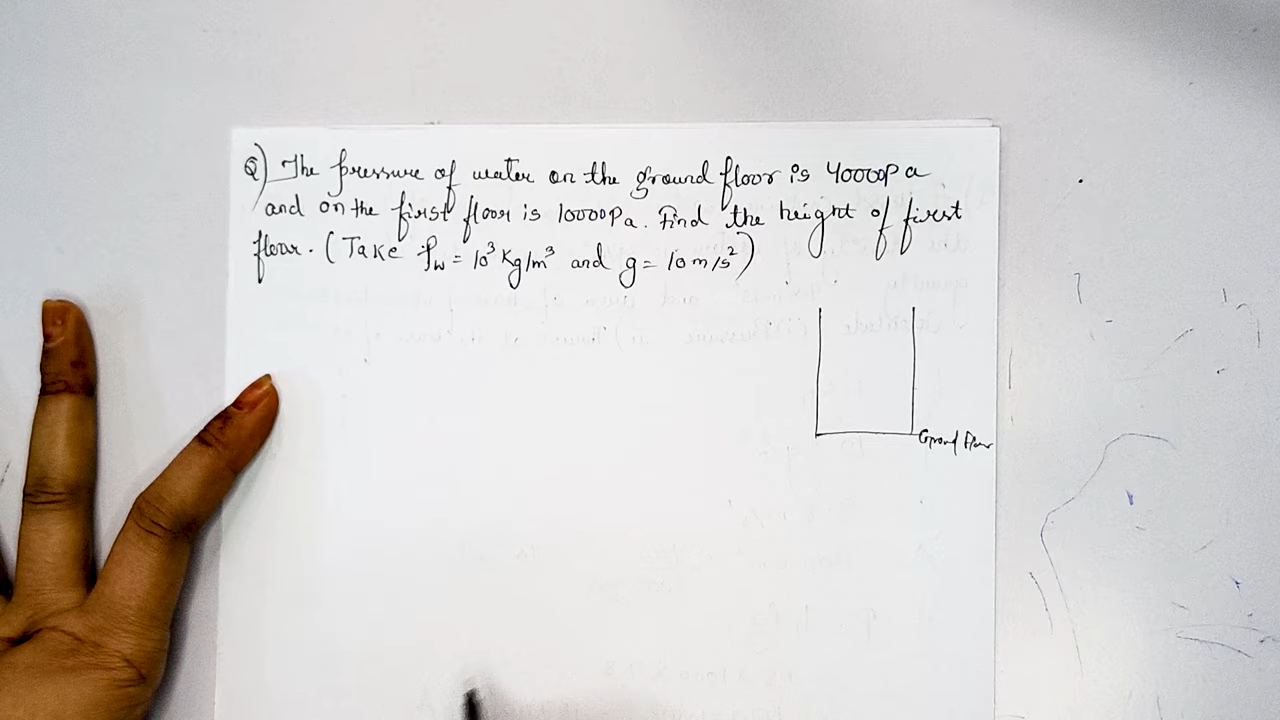 Q) The pressure of water on the ground floor is 40000Pa
and on the first floor is 10000Pa. Find the height of first
floor. (Take ρw = 10³ Kg/m³ and g = 10 m/s²)
Ground floor